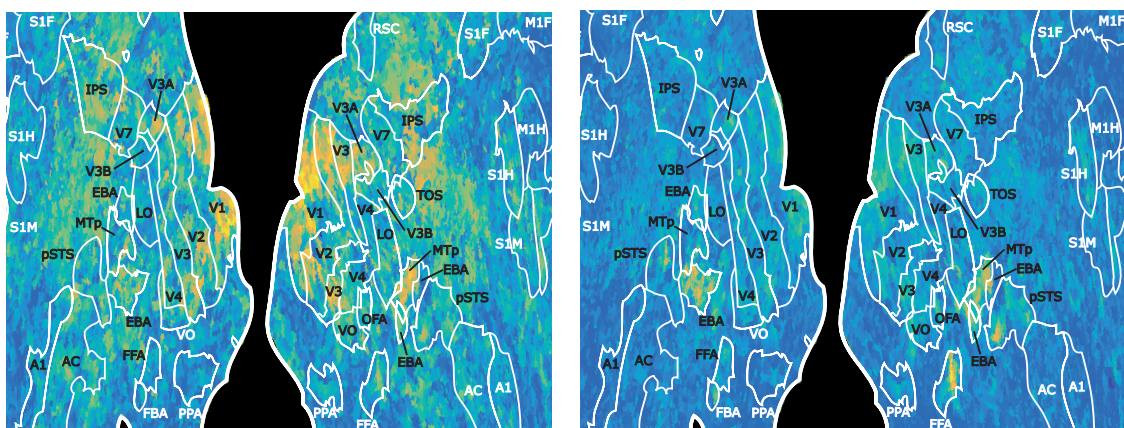 S1F
IPS
V3A
V7
V3B
S1H
EBA
LO
MTp
S1M
pSTS
V1
V2
V3
V4
EBA
VO
FFA
AC
A1
FBA
PPA
RSC
S1F
M1F
V3A
IPS
V7
V3
M1H
S1H
TOS
V1
V4
V3B
LO
S1M
V2
MTp
V4
EBA
V3
pSTS
OFA
VO
EBA
AC
A1
PPA
FFA
S1F
IPS
V3A
V7
V3B
S1H
EBA
LO
MTp
S1M
pSTS
V1
V2
V3
V4
EBA
VO
FFA
AC
A1
FBA
PPA
RSC
S1F
M1F
V3A
IPS
V7
V3
M1H
S1H
TOS
V1
V4
V3B
LO
S1M
V2
MTp
V4
EBA
V3
pSTS
OFA
VO
EBA
AC
A1
PPA
FFA